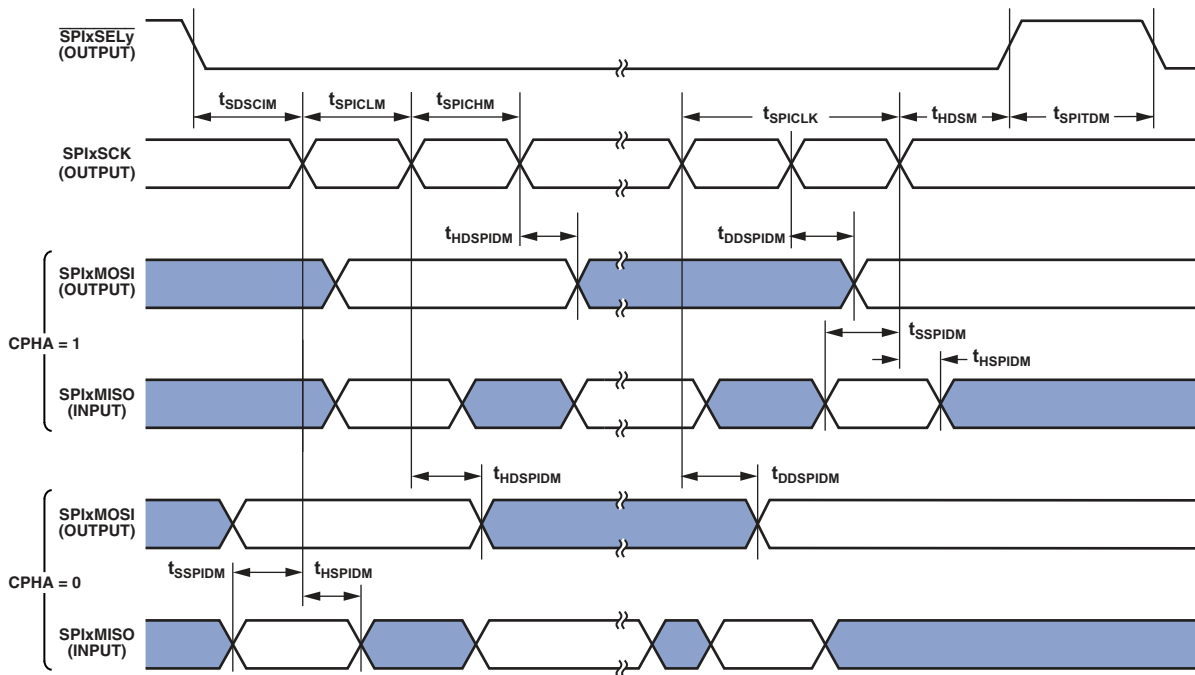 SPIxSELy
(OUTPUT)
tSDSCIM
tSPICLM
tSPICHM
tSPICLK
tHDSM
tSPITDM
SPIxSCK
(OUTPUT)
tHDSPIDM
tDDSPIDM
SPIxMOSI
(OUTPUT)
CPHA = 1
tSSPIDM
tHSPIDM
SPIxMISO
(INPUT)
tHDSPIDM
tDDSPIDM
SPIxMOSI
(OUTPUT)
CPHA = 0
tSSPIDM
tHSPIDM
SPIxMISO
(INPUT)